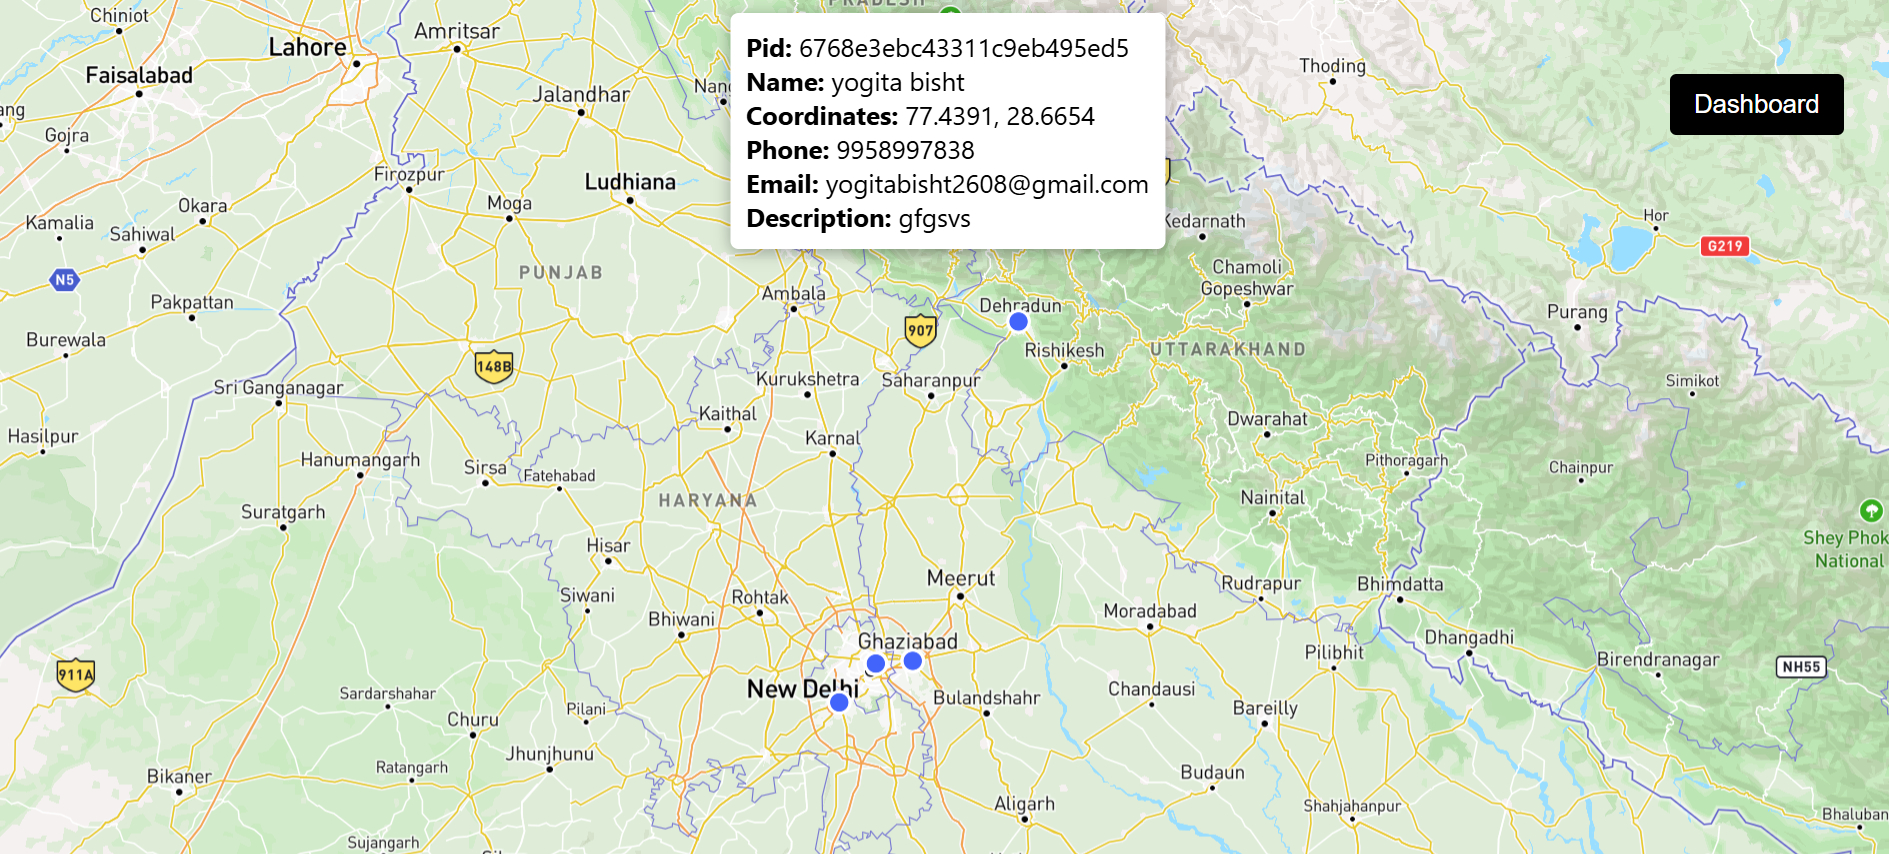 PRADESH
Chiniot
Amritsar
Lahore
Faisalabad
Pid: 6768e3ebc43311c9eb495ed5
Name: yogita bisht
Coordinates: 77.4391, 28.6654
Phone: 9958997838
Email: yogitabisht2608@gmail.com
Description: gfgsvs
Thoding
Dashboard
Jalandhar
Nang
ang
Gojra
Firozpur
Ludhiana
Okara
Moga
Kamalia
Sahiwal
Kedarnath
Hor
G219
PUNJAB
N5
Chamoli
Gopeshwar
Pakpattan
Ambala
Dehradun
Purang
Burewala
907
Rishikesh
UTTARAKHAND
148B
Sri Ganganagar
Kurukshetra
Saharanpur
Simikot
Kaithal
Dwarahat
Hasilpur
Karnal
Hanumangarh
Sirsa
Fatehabad
Pithoragarh
Chainpur
HARYANA
Nainital
Suratgarh
Shey Phok
National
Hisar
Meerut
Rudrapur
Bhimdatta
Siwani
Rohtak
Bhiwani
Moradabad
Ghaziabad
Dhangadhi
Pilibhit
Birendranagar
NH55
911A
Sardarshahar
New Delhi
Bulandshahr
Chandausi
Bareilly
Churu
Pilani
Jhunjhunu
Ratangarh
Bikaner
Budaun
Aligarh
Shahjahanpur
Bhaluban
Sujangarh